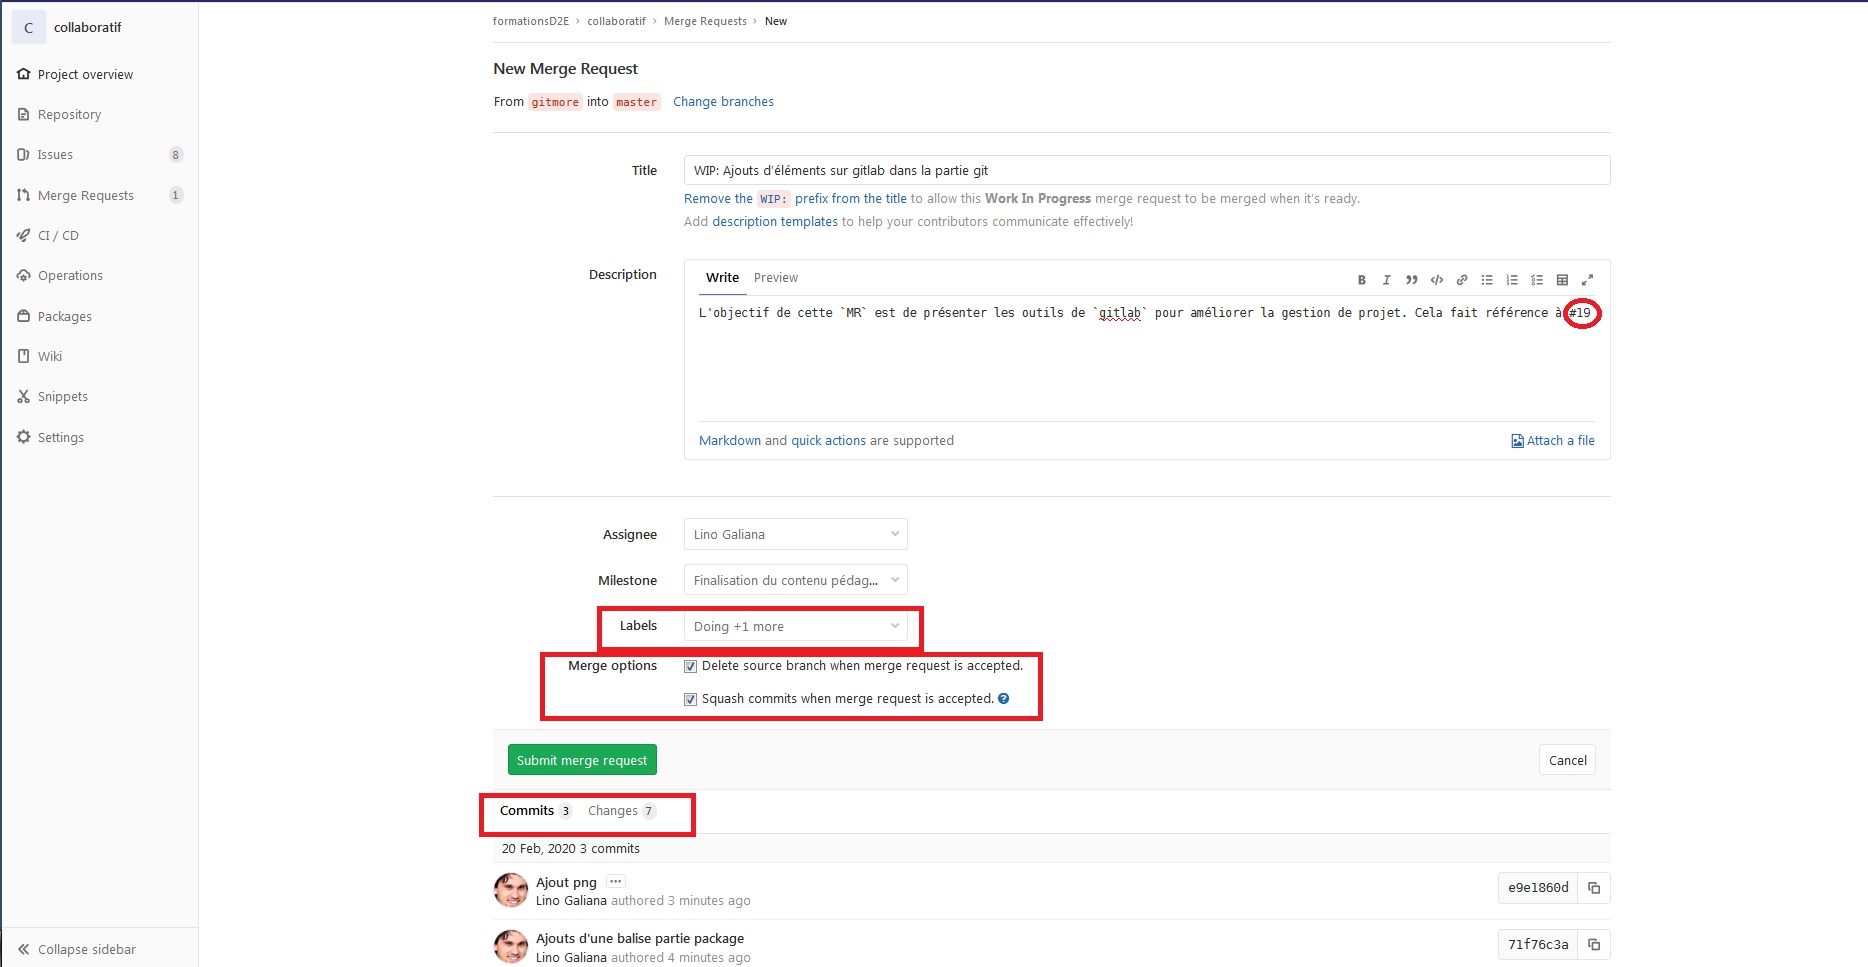 C collaboratif
Project overview
Repository
Issues 8
Merge Requests 1
CI / CD
Operations
Packages
Wiki
Snippets
Settings
Collapse sidebar
formationsD2E › collaboratif › Merge Requests › New
New Merge Request
From gitmore into master Change branches
Title WIP: Ajouts d'éléments sur gitlab dans la partie git
Remove the WIP: prefix from the title to allow this Work In Progress merge request to be merged when it's ready.
Add description templates to help your contributors communicate effectively!
Description Write Preview
L'objectif de cette `MR` est de présenter les outils de `gitlab` pour améliorer la gestion de projet. Cela fait référence à #19
Markdown and quick actions are supported Attach a file
Assignee Lino Galiana
Milestone Finalisation du contenu pédag...
Labels Doing +1 more
Merge options Delete source branch when merge request is accepted.
Squash commits when merge request is accepted.
Submit merge request Cancel
Commits 3 Changes 7
20 Feb, 2020 3 commits
Ajout png
Lino Galiana authored 3 minutes ago e9e1860d
Ajouts d'une balise partie package
Lino Galiana authored 4 minutes ago 71f76c3a